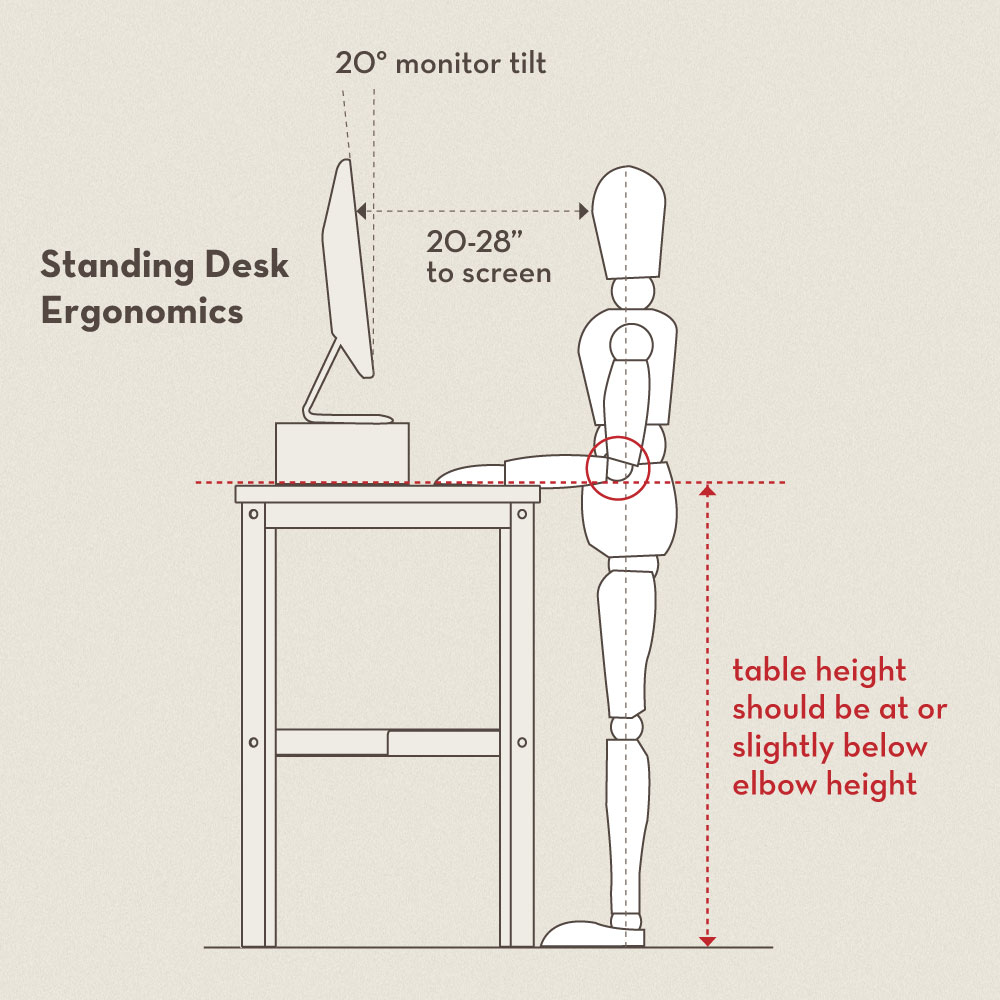 20° monitor tilt
20-28”
to screen
Standing Desk
Ergonomics
table height
should be at or
slightly below
elbow height